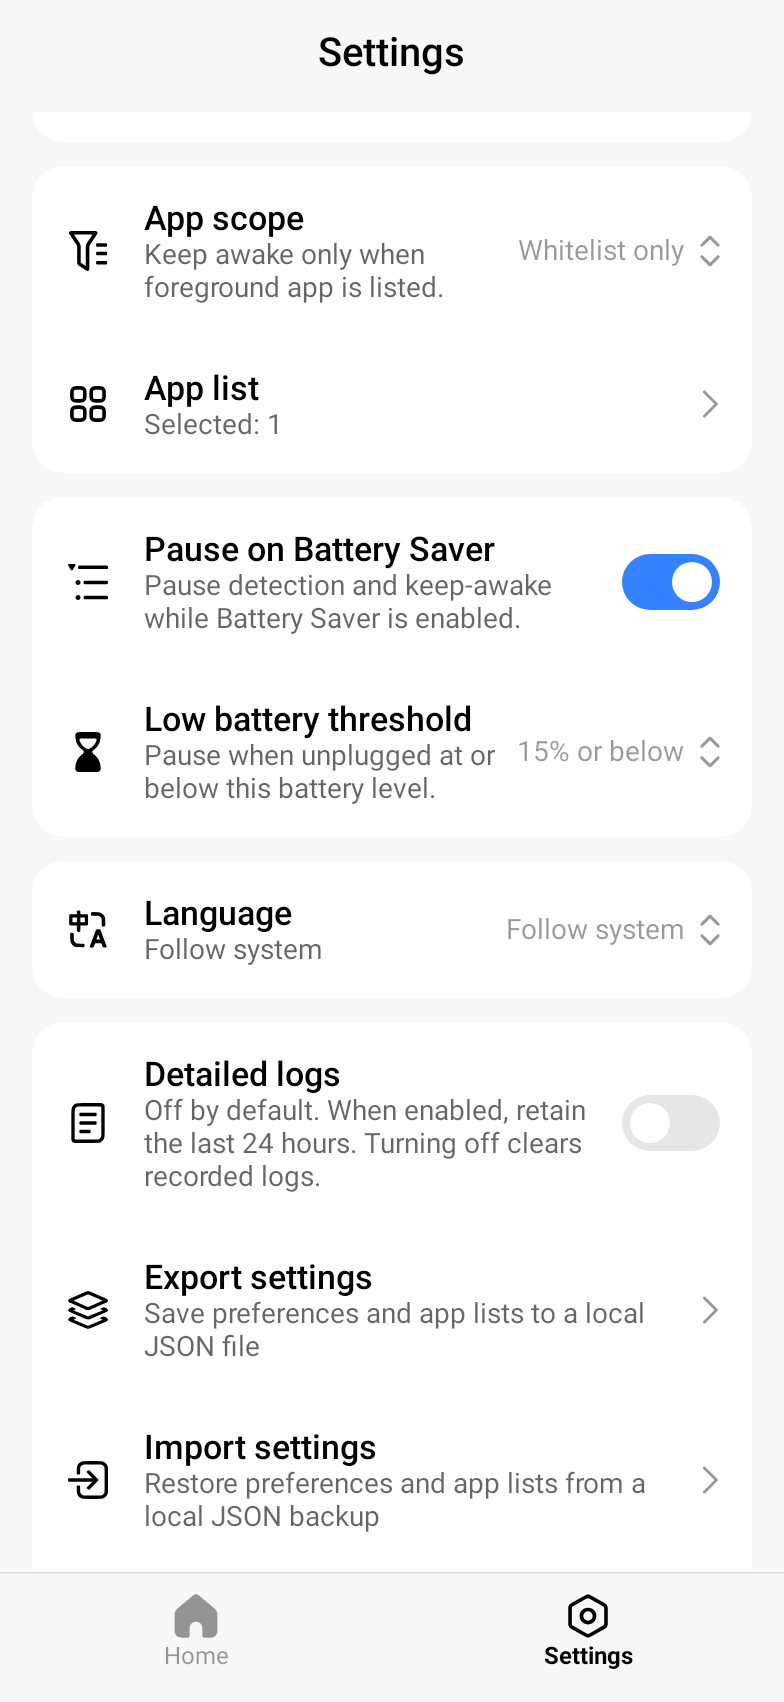 Settings
App scope
Keep awake only when
foreground app is listed.
Whitelist only
App list
Selected: 1
Pause on Battery Saver
Pause detection and keep-awake
while Battery Saver is enabled.
Low battery threshold
Pause when unplugged at or
below this battery level.
15% or below
Language
Follow system
Follow system
Detailed logs
Off by default. When enabled, retain
the last 24 hours. Turning off clears
recorded logs.
Export settings
Save preferences and app lists to a local
JSON file
Import settings
Restore preferences and app lists from a
local JSON backup
Home
Settings